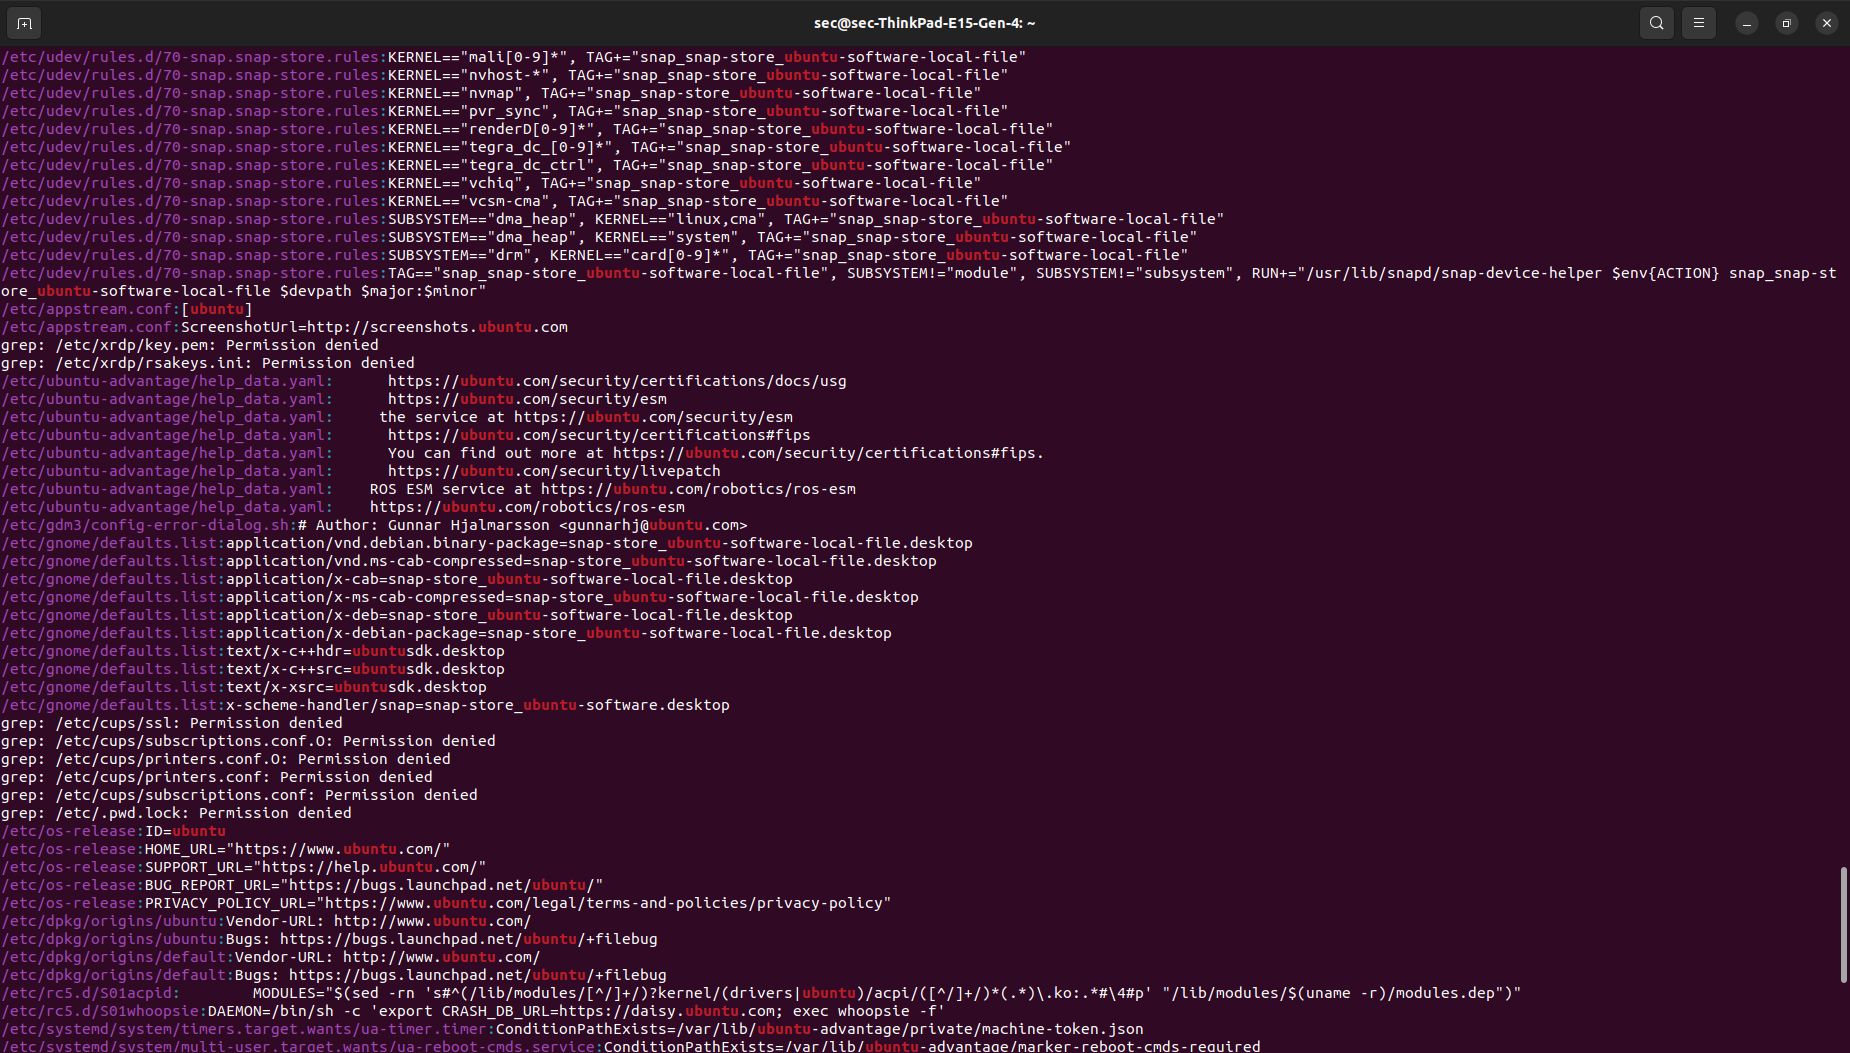 sec@sec-ThinkPad-E15-Gen-4: ~
/etc/udev/rules.d/70-snap.snap-store.rules:KERNEL=="mali[0-9]*", TAG+="snap_snap-store_ubuntu-software-local-file"
/etc/udev/rules.d/70-snap.snap-store.rules:KERNEL=="nvhost-*", TAG+="snap_snap-store_ubuntu-software-local-file"
/etc/udev/rules.d/70-snap.snap-store.rules:KERNEL=="nvmap", TAG+="snap_snap-store_ubuntu-software-local-file"
/etc/udev/rules.d/70-snap.snap-store.rules:KERNEL=="pvr_sync", TAG+="snap_snap-store_ubuntu-software-local-file"
/etc/udev/rules.d/70-snap.snap-store.rules:KERNEL=="renderD[0-9]*", TAG+="snap_snap-store_ubuntu-software-local-file"
/etc/udev/rules.d/70-snap.snap-store.rules:KERNEL=="tegra_dc_[0-9]*", TAG+="snap_snap-store_ubuntu-software-local-file"
/etc/udev/rules.d/70-snap.snap-store.rules:KERNEL=="tegra_dc_ctrl", TAG+="snap_snap-store_ubuntu-software-local-file"
/etc/udev/rules.d/70-snap.snap-store.rules:KERNEL=="vchiq", TAG+="snap_snap-store_ubuntu-software-local-file"
/etc/udev/rules.d/70-snap.snap-store.rules:KERNEL=="vcsm-cma", TAG+="snap_snap-store_ubuntu-software-local-file"
/etc/udev/rules.d/70-snap.snap-store.rules:SUBSYSTEM=="dma_heap", KERNEL=="linux,cma", TAG+="snap_snap-store_ubuntu-software-local-file"
/etc/udev/rules.d/70-snap.snap-store.rules:SUBSYSTEM=="dma_heap", KERNEL=="system", TAG+="snap_snap-store_ubuntu-software-local-file"
/etc/udev/rules.d/70-snap.snap-store.rules:SUBSYSTEM=="drm", KERNEL=="card[0-9]*", TAG+="snap_snap-store_ubuntu-software-local-file"
/etc/udev/rules.d/70-snap.snap-store.rules:TAG=="snap_snap-store_ubuntu-software-local-file", SUBSYSTEM!="module", SUBSYSTEM!="subsystem", RUN+="/usr/lib/snapd/snap-device-helper $env{ACTION} snap_snap-st
ore_ubuntu-software-local-file $devpath $major:$minor"
/etc/appstream.conf:[ubuntu]
/etc/appstream.conf:ScreenshotUrl=http://screenshots.ubuntu.com
grep: /etc/xrdp/key.pem: Permission denied
grep: /etc/xrdp/rsakeys.ini: Permission denied
/etc/ubuntu-advantage/help_data.yaml:      https://ubuntu.com/security/certifications/docs/usg
/etc/ubuntu-advantage/help_data.yaml:      https://ubuntu.com/security/esm
/etc/ubuntu-advantage/help_data.yaml:     the service at https://ubuntu.com/security/esm
/etc/ubuntu-advantage/help_data.yaml:      https://ubuntu.com/security/certifications#fips
/etc/ubuntu-advantage/help_data.yaml:      You can find out more at https://ubuntu.com/security/certifications#fips.
/etc/ubuntu-advantage/help_data.yaml:      https://ubuntu.com/security/livepatch
/etc/ubuntu-advantage/help_data.yaml:    ROS ESM service at https://ubuntu.com/robotics/ros-esm
/etc/ubuntu-advantage/help_data.yaml:    https://ubuntu.com/robotics/ros-esm
/etc/gdm3/config-error-dialog.sh:# Author: Gunnar Hjalmarsson <gunnarhj@ubuntu.com>
/etc/gnome/defaults.list:application/vnd.debian.binary-package=snap-store_ubuntu-software-local-file.desktop
/etc/gnome/defaults.list:application/vnd.ms-cab-compressed=snap-store_ubuntu-software-local-file.desktop
/etc/gnome/defaults.list:application/x-cab=snap-store_ubuntu-software-local-file.desktop
/etc/gnome/defaults.list:application/x-ms-cab-compressed=snap-store_ubuntu-software-local-file.desktop
/etc/gnome/defaults.list:application/x-deb=snap-store_ubuntu-software-local-file.desktop
/etc/gnome/defaults.list:application/x-debian-package=snap-store_ubuntu-software-local-file.desktop
/etc/gnome/defaults.list:text/x-c++hdr=ubuntusdk.desktop
/etc/gnome/defaults.list:text/x-c++src=ubuntusdk.desktop
/etc/gnome/defaults.list:text/x-xsrc=ubuntusdk.desktop
/etc/gnome/defaults.list:x-scheme-handler/snap=snap-store_ubuntu-software.desktop
grep: /etc/cups/ssl: Permission denied
grep: /etc/cups/subscriptions.conf.O: Permission denied
grep: /etc/cups/printers.conf.O: Permission denied
grep: /etc/cups/printers.conf: Permission denied
grep: /etc/cups/subscriptions.conf: Permission denied
grep: /etc/.pwd.lock: Permission denied
/etc/os-release:ID=ubuntu
/etc/os-release:HOME_URL="https://www.ubuntu.com/"
/etc/os-release:SUPPORT_URL="https://help.ubuntu.com/"
/etc/os-release:BUG_REPORT_URL="https://bugs.launchpad.net/ubuntu/"
/etc/os-release:PRIVACY_POLICY_URL="https://www.ubuntu.com/legal/terms-and-policies/privacy-policy"
/etc/dpkg/origins/ubuntu:Vendor-URL: http://www.ubuntu.com/
/etc/dpkg/origins/ubuntu:Bugs: https://bugs.launchpad.net/ubuntu/+filebug
/etc/dpkg/origins/default:Vendor-URL: http://www.ubuntu.com/
/etc/dpkg/origins/default:Bugs: https://bugs.launchpad.net/ubuntu/+filebug
/etc/rc5.d/S01acpid:        MODULES="$(sed -rn 's#^(/lib/modules/[^/]+/)?kernel/(drivers|ubuntu)/acpi/([^/]+/)*(.*)\.ko:.*#\4#p' "/lib/modules/$(uname -r)/modules.dep")"
/etc/rc5.d/S01whoopsie:DAEMON=/bin/sh -c 'export CRASH_DB_URL=https://daisy.ubuntu.com; exec whoopsie -f'
/etc/systemd/system/timers.target.wants/ua-timer.timer:ConditionPathExists=/var/lib/ubuntu-advantage/private/machine-token.json
/etc/systemd/system/multi-user.target.wants/ua-reboot-cmds.service:ConditionPathExists=/var/lib/ubuntu-advantage/marker-reboot-cmds-required